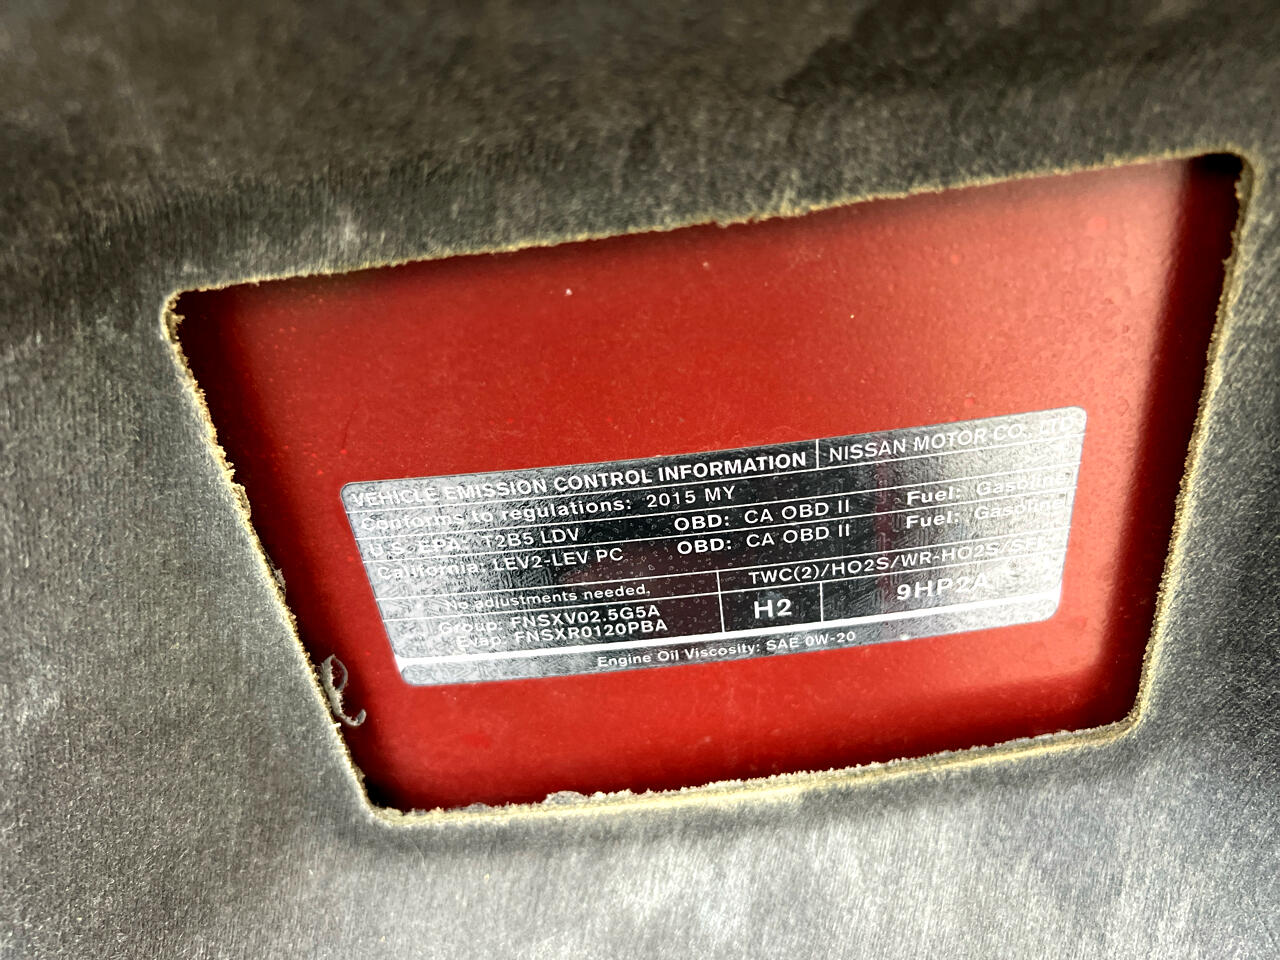 VEHICLE EMISSION CONTROL INFORMATION NISSAN MOTOR CO., LTD.
Conforms to regulations: 2015 MY
U.S. EPA: T2B5 LDV OBD: CA OBD II Fuel: Gasoline
California: LEV2-LEV PC OBD: CA OBD II Fuel: Gasoline
No adjustments needed. TWC(2)/HO2S/WR-HO2S/
Group: FNSXV02.5G5A
Evap: FNSXR0120PBA
H2 9HP2A
Engine Oil Viscosity: SAE 0W-20